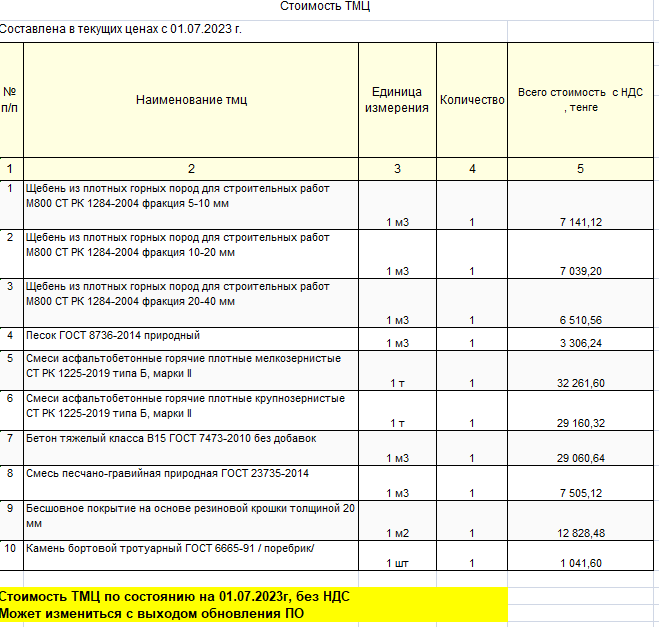 Стоимость ТМЦ
Составлена в текущих ценах с 01.07.2023 г.
№ п/п Наименование тмц Единица измерения Количество Всего стоимость с НДС , тенге
1 2 3 4 5
1 Щебень из плотных горных пород для строительных работ
М800 СТ РК 1284-2004 фракция 5-10 мм
1 м3 1 7 141,12
2 Щебень из плотных горных пород для строительных работ
М800 СТ РК 1284-2004 фракция 10-20 мм
1 м3 1 7 039,20
3 Щебень из плотных горных пород для строительных работ
М800 СТ РК 1284-2004 фракция 20-40 мм
1 м3 1 6 510,56
4 Песок ГОСТ 8736-2014 природный
1 м3 1 3 306,24
5 Смеси асфальтобетонные горячие плотные мелкозернистые
СТ РК 1225-2019 типа Б, марки II
1 т 1 32 261,60
6 Смеси асфальтобетонные горячие плотные крупнозернистые
СТ РК 1225-2019 типа Б, марки II
1 т 1 29 160,32
7 Бетон тяжелый класса В15 ГОСТ 7473-2010 без добавок
1 м3 1 29 060,64
8 Смесь песчано-гравийная природная ГОСТ 23735-2014
1 м3 1 7 505,12
9 Бесшовное покрытие на основе резиновой крошки толщиной 20
мм
1 м2 1 12 828,48
10 Камень бортовой тротуарный ГОСТ 6665-91 / поребрик/
1 шт 1 1 041,60
Стоимость ТМЦ по состоянию на 01.07.2023г, без НДС
Может измениться с выходом обновления ПО